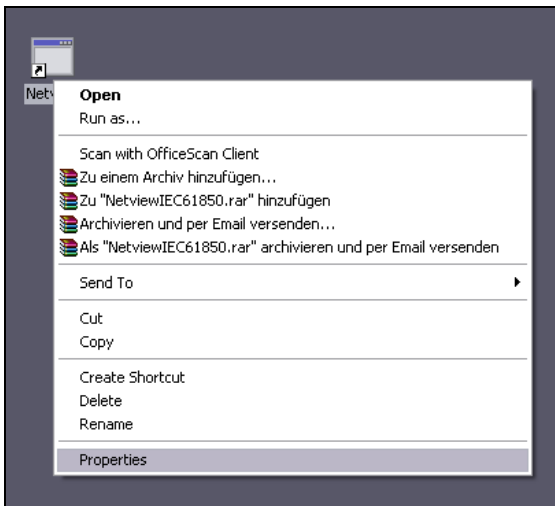 Open
Run as...
Scan with OfficeScan Client
Zu einem Archiv hinzufügen...
Zu "NetviewIEC61850.rar" hinzufügen
Archivieren und per Email versenden...
Als "NetviewIEC61850.rar" archivieren und per Email versenden
Send To
Cut
Copy
Create Shortcut
Delete
Rename
Properties